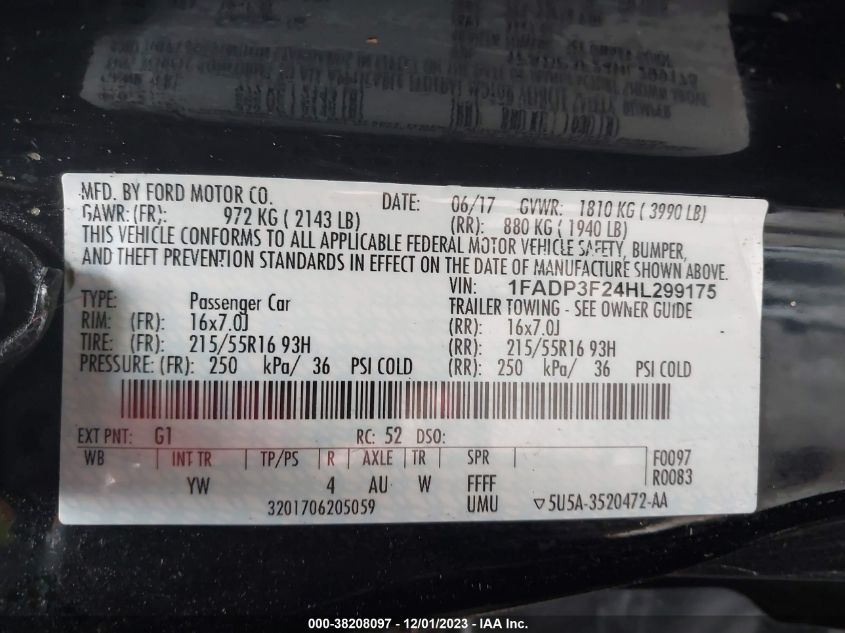 MFD. BY FORD MOTOR CO. DATE: 06/17 GVWR: 1810 KG ( 3990 LB)
GAWR: (FR): 972 KG ( 2143 LB) (RR): 880 KG ( 1940 LB)
THIS VEHICLE CONFORMS TO ALL APPLICABLE FEDERAL MOTOR VEHICLE SAFETY, BUMPER,
AND THEFT PREVENTION STANDARDS IN EFFECT ON THE DATE OF MANUFACTURE SHOWN ABOVE.
VIN: 1FADP3F24HL299175
TYPE: Passenger Car TRAILER TOWING - SEE OWNER GUIDE
RIM: (FR): 16x7.0J (RR): 16x7.0J
TIRE: (FR): 215/55R16 93H (RR): 215/55R16 93H
PRESSURE: (FR): 250 kPa/ 36 PSI COLD (RR): 250 kPa/ 36 PSI COLD
EXT PNT: G1 RC: 52 DSO:
WB INT TR TP/PS R AXLE TR SPR F0097
R0083
YW 4 AU W FFFF
3201706205059 UMU 5U5A-3520472-AA
000-38208097 - 12/01/2023 - IAA Inc.